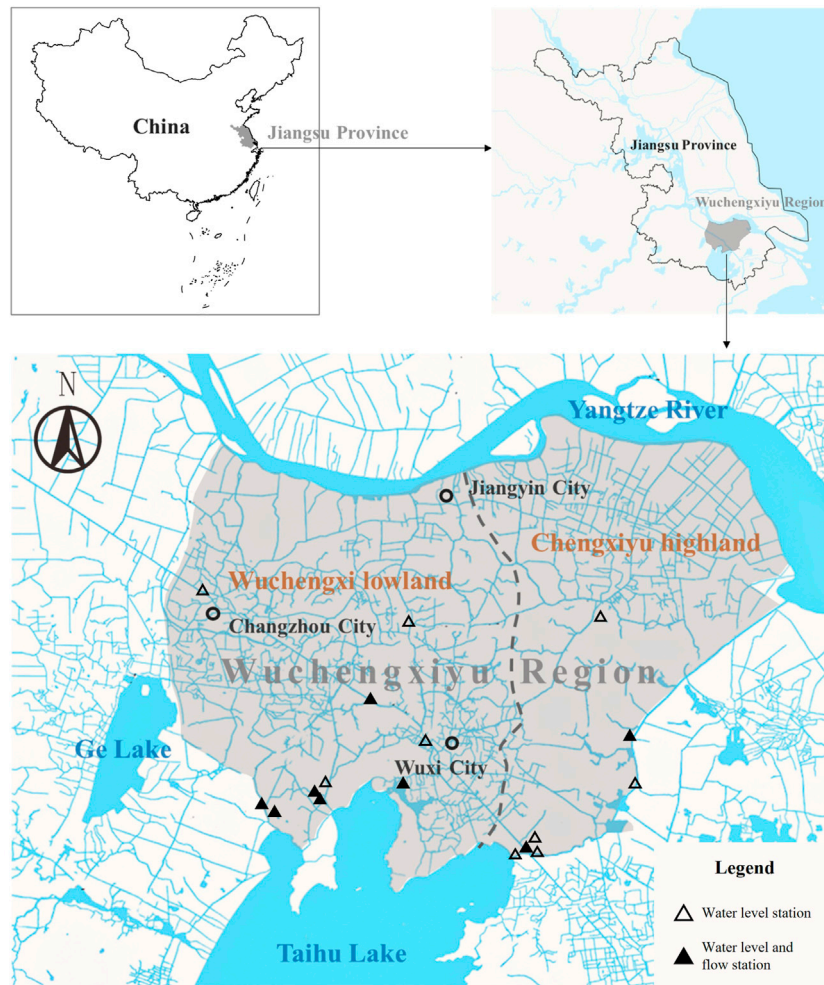 China
Jiangsu Province
Jiangsu Province
Wuchengxiyu Region
N
Yangtze River
Jiangyin City
Chengxiyu highland
Wuchengxi lowland
Changzhou City
Wuchengxiyu Region
Ge Lake
Wuxi City
Taihu Lake
Legend
Water level station
Water level and
flow station